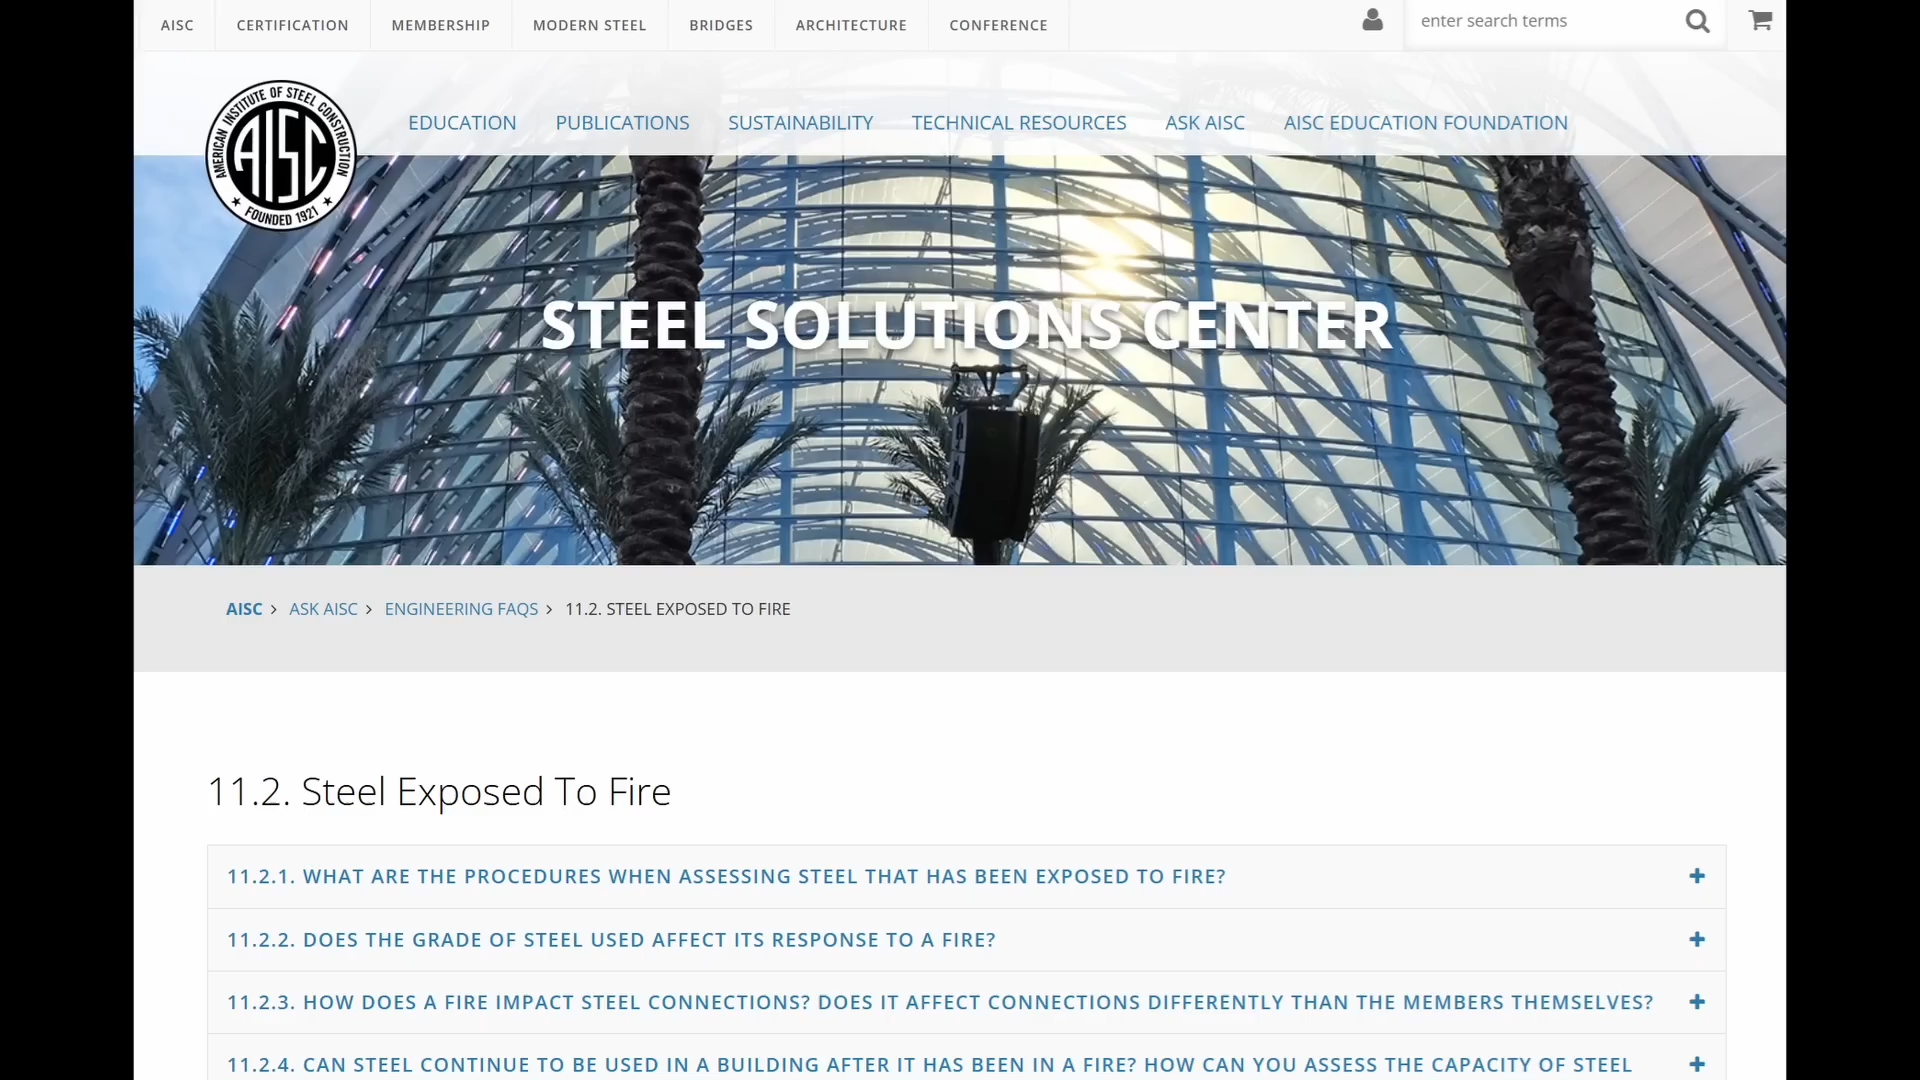 AISC
CERTIFICATION
MEMBERSHIP
MODERN STEEL
BRIDGES
ARCHITECTURE
CONFERENCE
enter search terms
AMERICAN INSTITUTE OF STEEL CONSTRUCTION
AISC
★ FOUNDED 1921 ★
EDUCATION
PUBLICATIONS
SUSTAINABILITY
TECHNICAL RESOURCES
ASK AISC
AISC EDUCATION FOUNDATION
STEEL SOLUTIONS CENTER
AISC > ASK AISC > ENGINEERING FAQS > 11.2. STEEL EXPOSED TO FIRE
11.2. Steel Exposed To Fire
11.2.1. WHAT ARE THE PROCEDURES WHEN ASSESSING STEEL THAT HAS BEEN EXPOSED TO FIRE?
11.2.2. DOES THE GRADE OF STEEL USED AFFECT ITS RESPONSE TO A FIRE?
11.2.3. HOW DOES A FIRE IMPACT STEEL CONNECTIONS? DOES IT AFFECT CONNECTIONS DIFFERENTLY THAN THE MEMBERS THEMSELVES?
11.2.4. CAN STEEL CONTINUE TO BE USED IN A BUILDING AFTER IT HAS BEEN IN A FIRE? HOW CAN YOU ASSESS THE CAPACITY OF STEEL